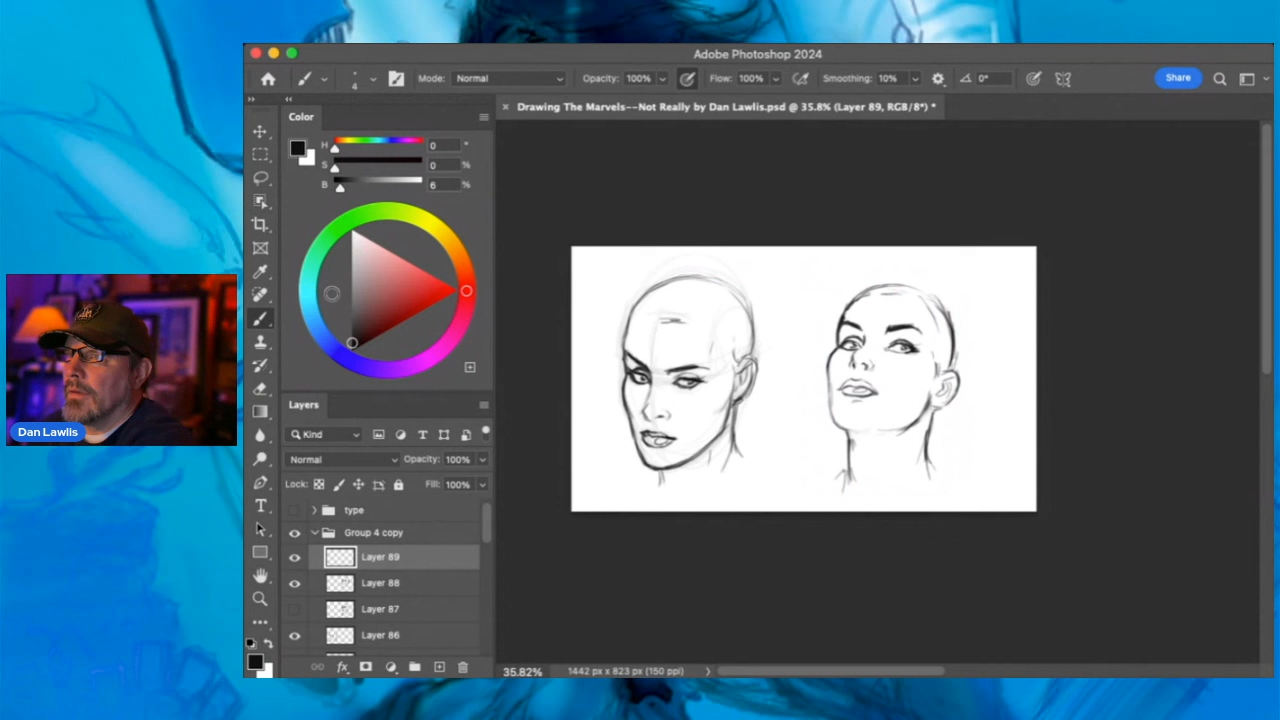 Adobe Photoshop 2024
4
Mode: Normal
Opacity: 100%
Flow: 100%
Smoothing: 10%
0°
Share
Color
× Drawing The Marvels--Not Really by Dan Lawlis.psd @ 35.8% (Layer 89, RGB/8*) *
H 0 °
S 0 %
B 6 %
Dan Lawlis
Layers
Kind
Normal Opacity: 100%
Lock: Fill: 100%
type
Group 4 copy
Layer 89
Layer 88
Layer 87
Layer 86
fx
35.82% 1442 px x 823 px (150 ppi)